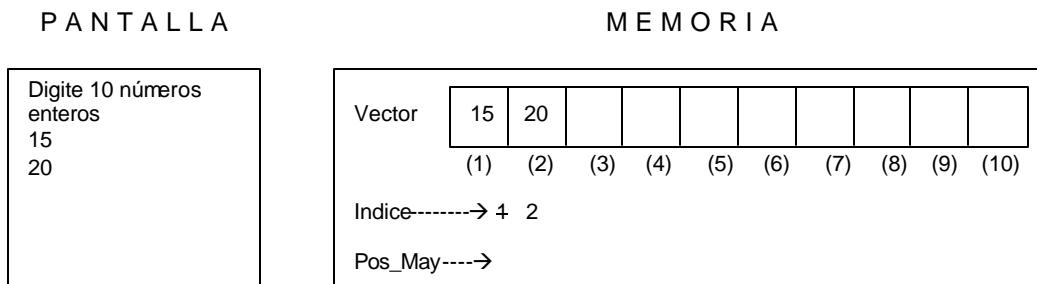 P A N T A L L A
M E M O R I A
Digite 10 números
enteros
15
20
Vector 15 20
(1) (2) (3) (4) (5) (6) (7) (8) (9) (10)
Indice--------→ 1 2
Pos_May----→